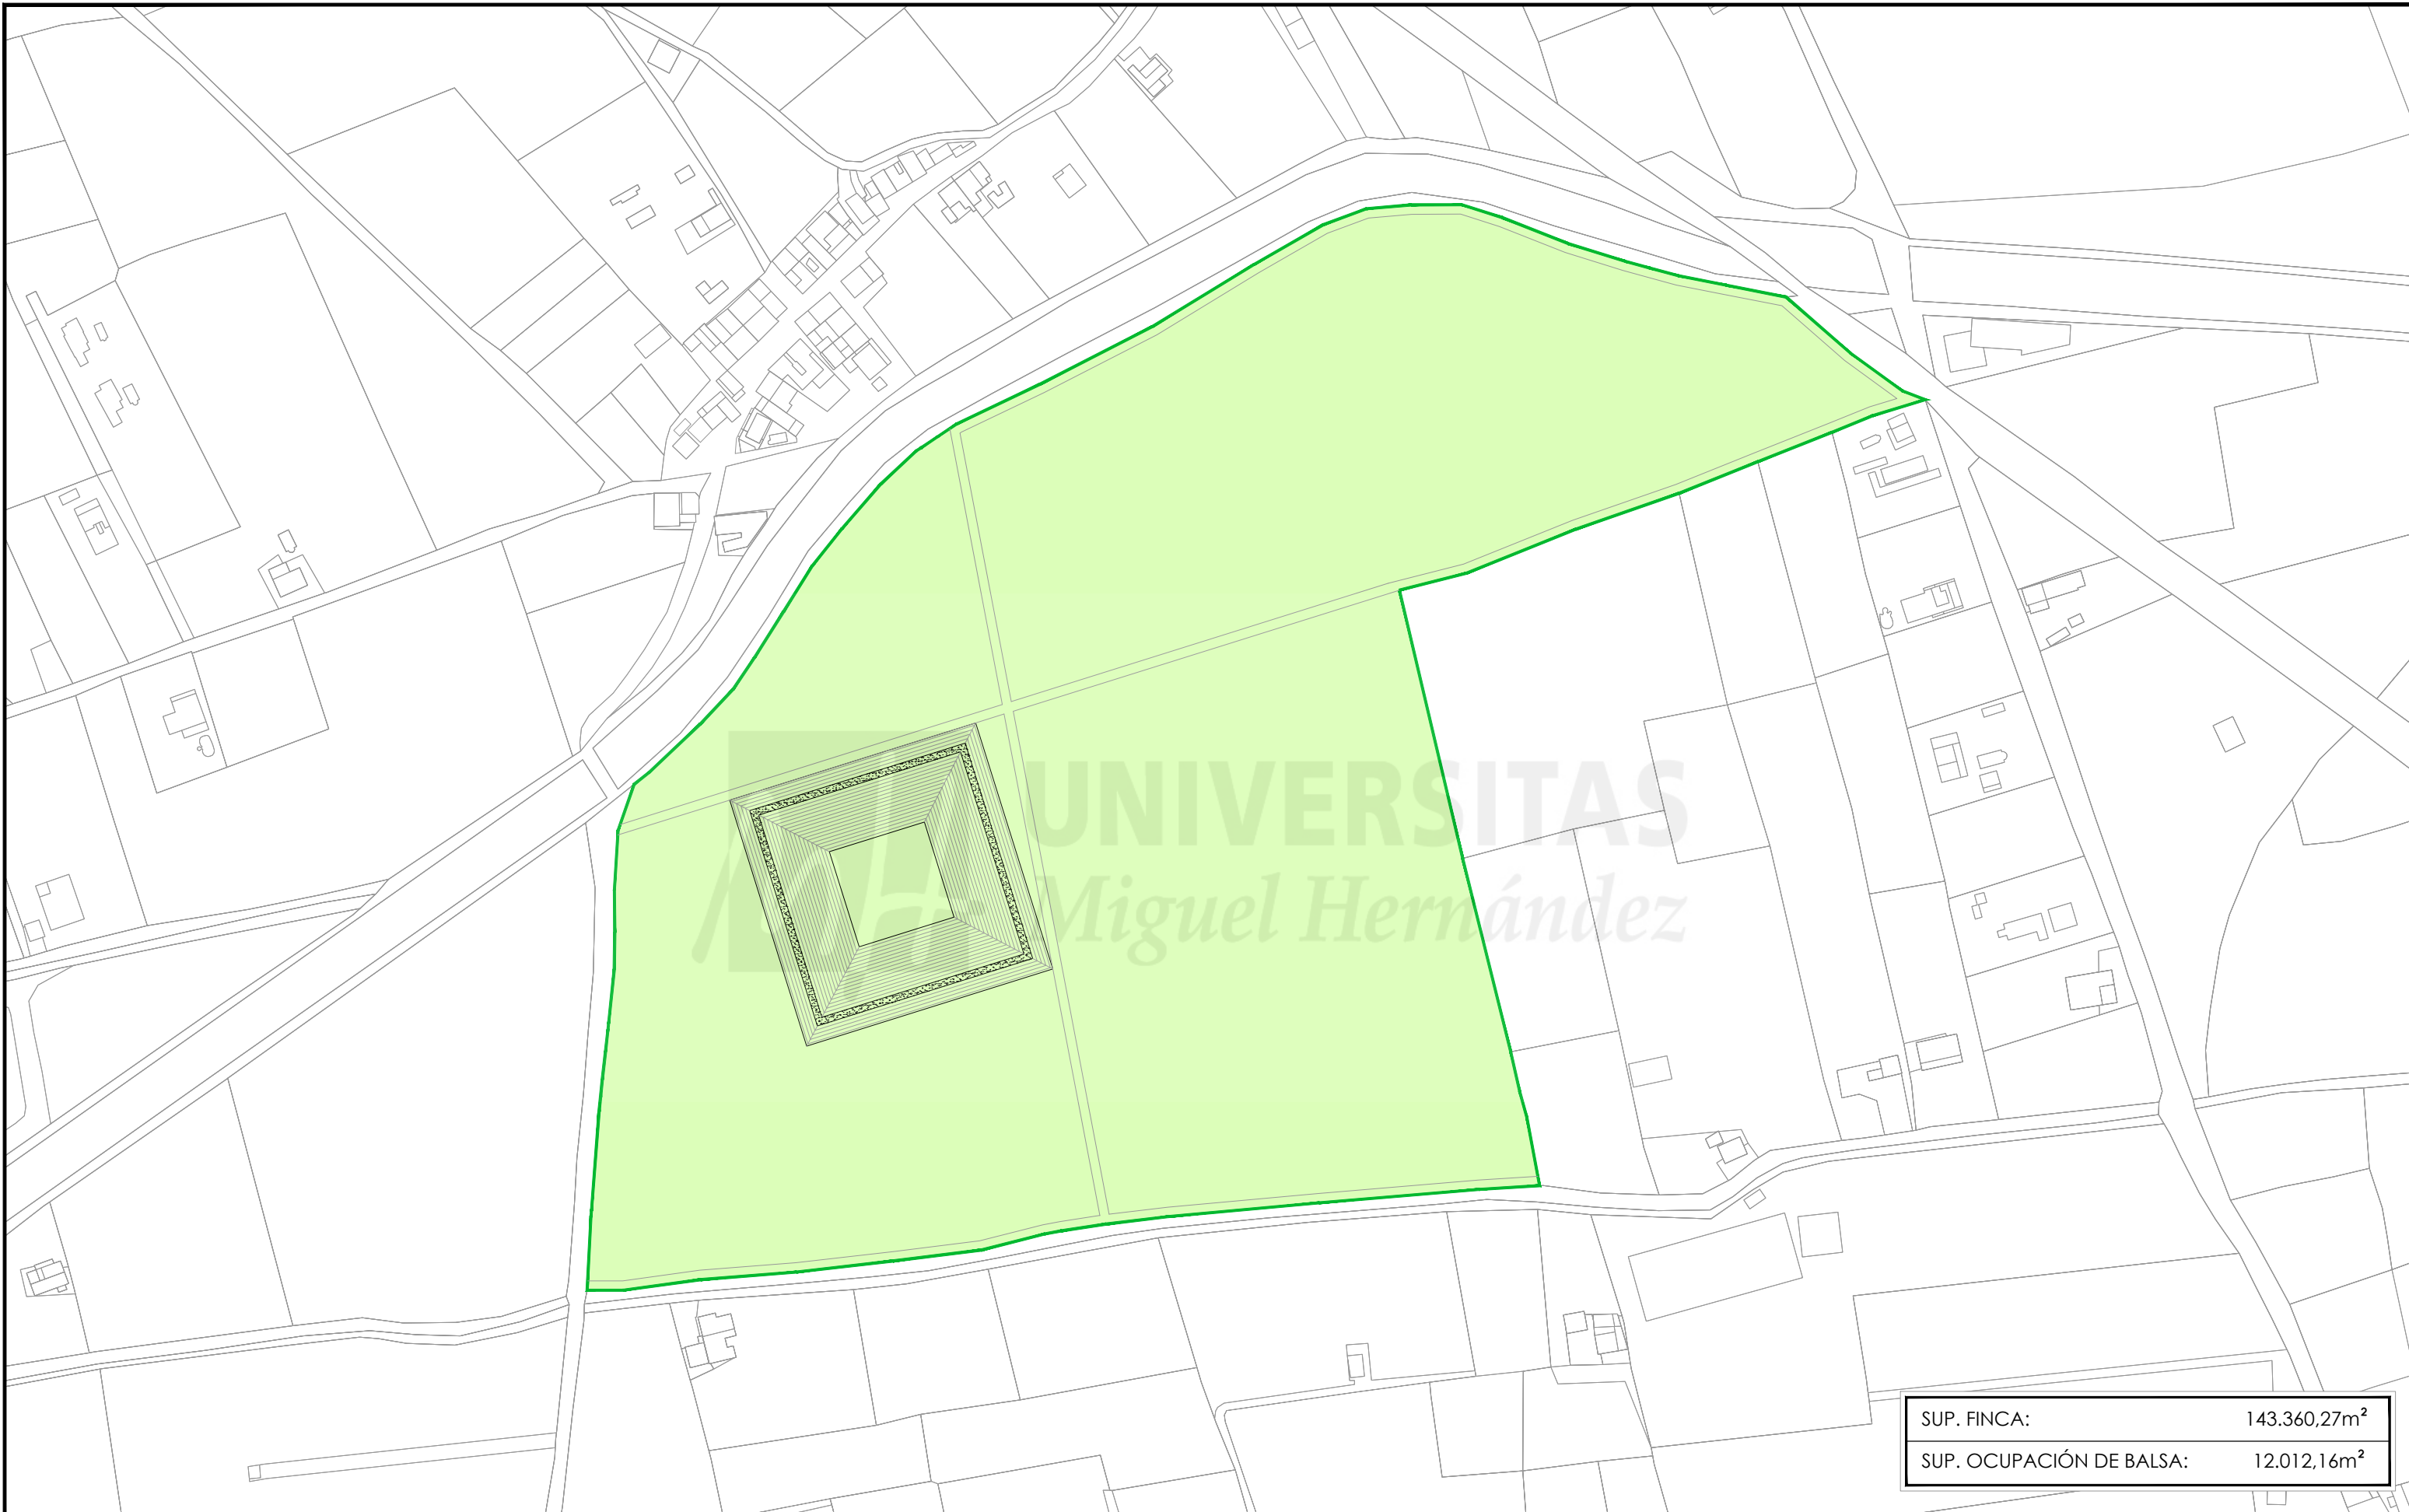 UNIVERSITAS
Miguel Hernández
SUP. FINCA: 143.360,27m²
SUP. OCUPACIÓN DE BALSA: 12.012,16m²